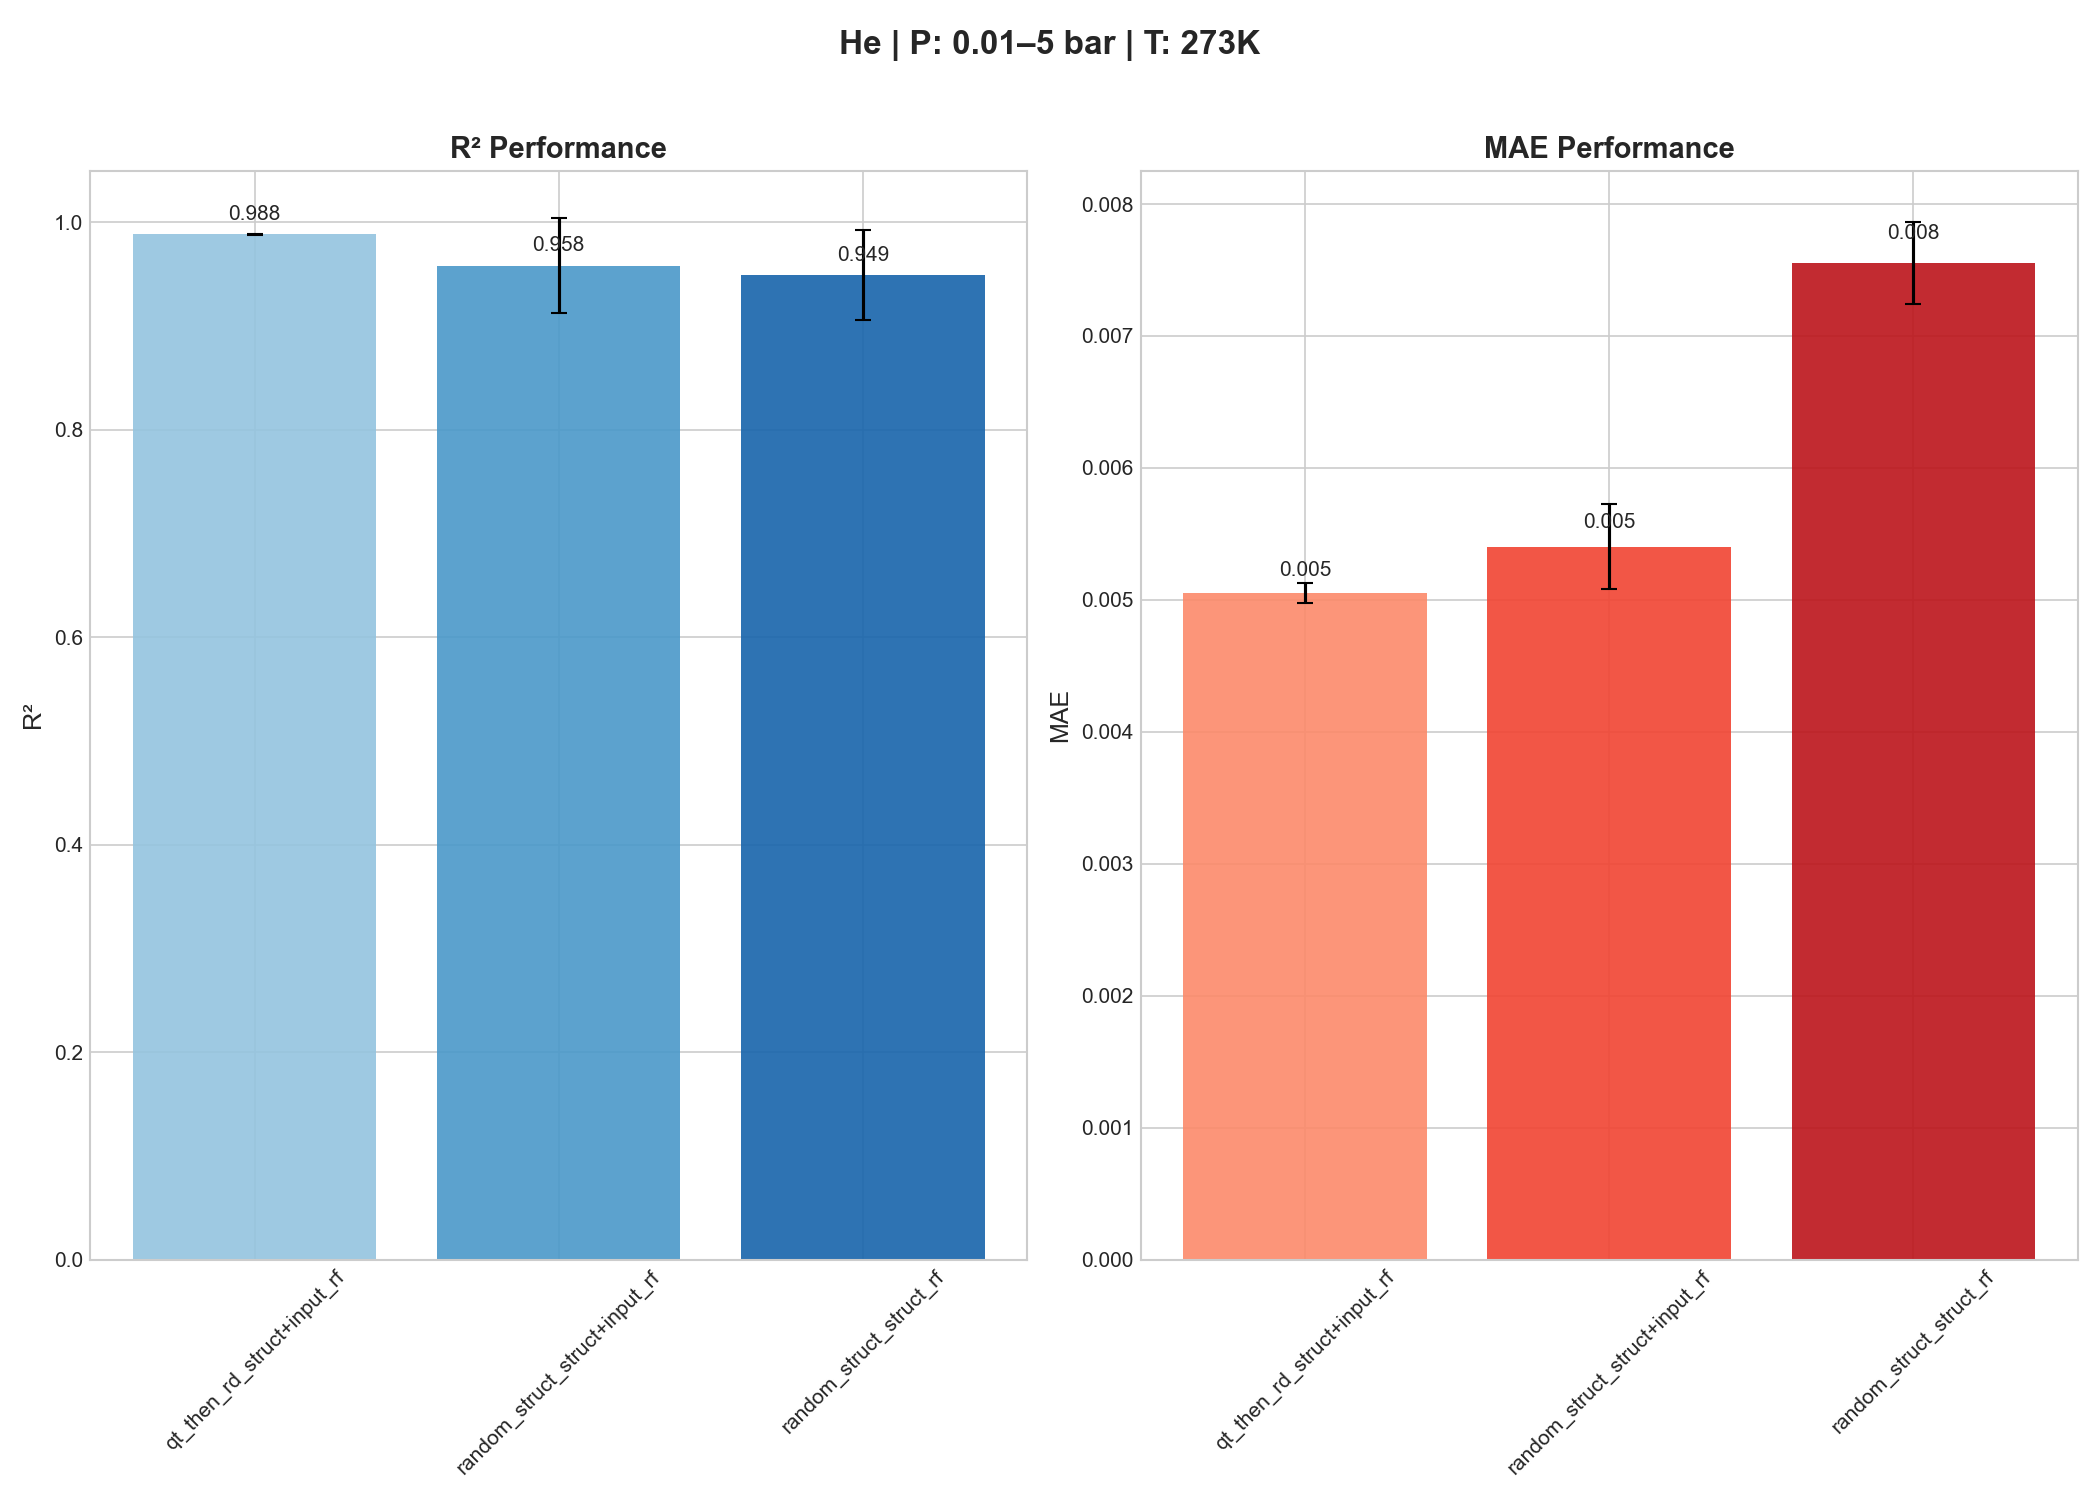 He | P: 0.01–5 bar | T: 273K
R² Performance
R²
1.0
0.8
0.6
0.4
0.2
0.0
0.988
0.958
0.949
qt_then_rd_struct+input_rf
random_struct_struct+input_rf
random_struct_struct_rf
MAE Performance
MAE
0.008
0.007
0.006
0.005
0.004
0.003
0.002
0.001
0.000
0.005
0.005
0.008
qt_then_rd_struct+input_rf
random_struct_struct+input_rf
random_struct_struct_rf